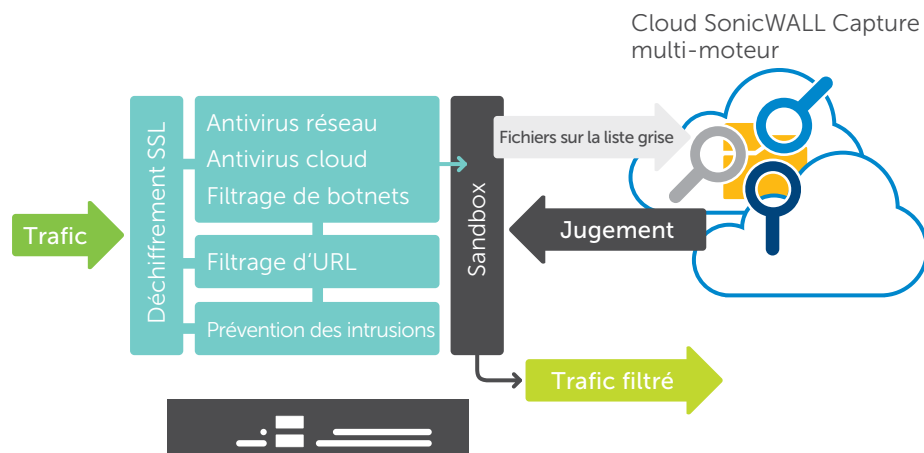 Cloud SonicWALL Capture
multi-moteur
Trafic
Déchiffrement SSL
Antivirus réseau
Antivirus cloud
Filtrage de botnets
Filtrage d’URL
Prévention des intrusions
Sandbox
Fichiers sur la liste grise
Jugement
Trafic filtré